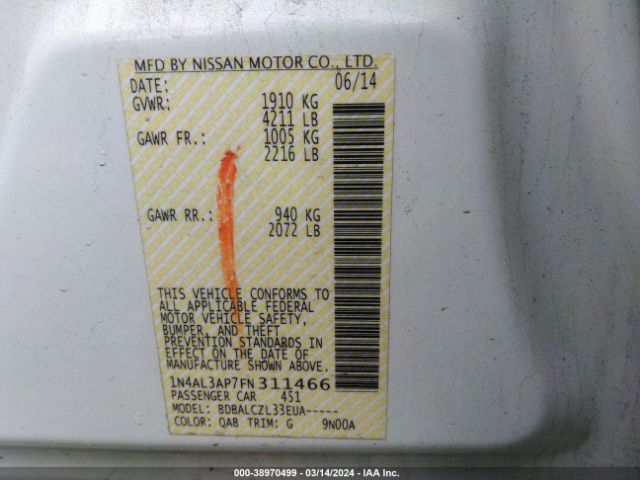 MFD BY NISSAN MOTOR CO., LTD.
DATE: 06/14
GVWR: 1910 KG
4211 LB
GAWR FR.: 1005 KG
2216 LB
GAWR RR.: 940 KG
2072 LB
THIS VEHICLE CONFORMS TO
ALL APPLICABLE FEDERAL
MOTOR VEHICLE SAFETY,
BUMPER, AND THEFT
PREVENTION STANDARDS IN
EFFECT ON THE DATE OF
MANUFACTURE SHOWN ABOVE.
1N4AL3AP7FN311466
PASSENGER CAR 451
MODEL: BDBALCZL33EUA-----
COLOR: QAB TRIM: G 9N00A
000-38970499 - 03/14/2024 - IAA Inc.